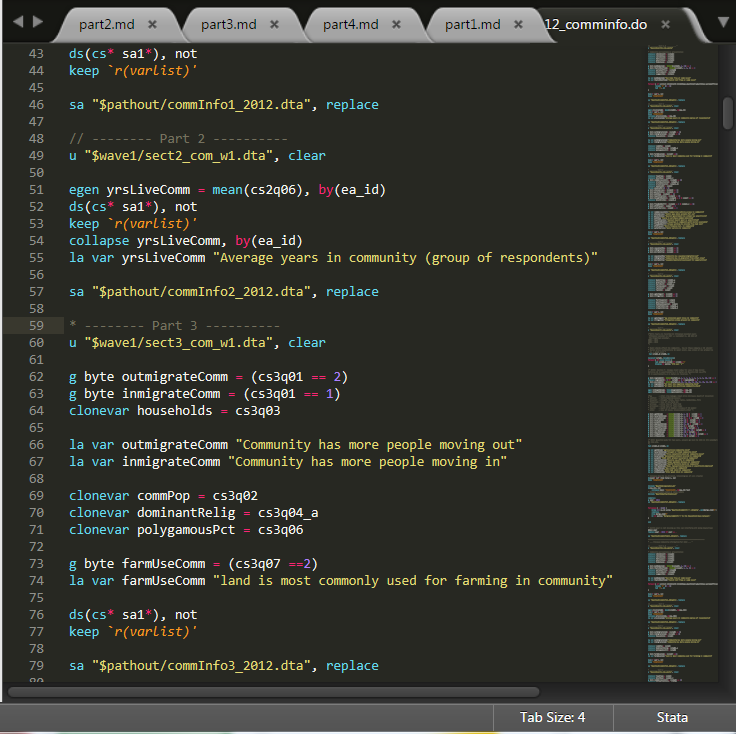 part2.md × part3.md × part4.md × part1.md × 12_comminfo.do ×
43 ds(cs* sa1*), not
44 keep `r(varlist)'
45
46 sa "$pathout/commInfo1_2012.dta", replace
47
48 // -------- Part 2 ----------
49 u "$wave1/sect2_com_w1.dta", clear
50
51 egen yrsLiveComm = mean(cs2q06), by(ea_id)
52 ds(cs* sa1*), not
53 keep `r(varlist)'
54 collapse yrsLiveComm, by(ea_id)
55 la var yrsLiveComm "Average years in community (group of respondents)"
56
57 sa "$pathout/commInfo2_2012.dta", replace
58
59 * -------- Part 3 ----------
60 u "$wave1/sect3_com_w1.dta", clear
61
62 g byte outmigrateComm = (cs3q01 == 2)
63 g byte inmigrateComm = (cs3q01 == 1)
64 clonevar households = cs3q03
65
66 la var outmigrateComm "Community has more people moving out"
67 la var inmigrateComm "Community has more people moving in"
68
69 clonevar commPop = cs3q02
70 clonevar dominantRelig = cs3q04_a
71 clonevar polygamousPct = cs3q06
72
73 g byte farmUseComm = (cs3q07 ==2)
74 la var farmUseComm "land is most commonly used for farming in community"
75
76 ds(cs* sa1*), not
77 keep `r(varlist)'
78
79 sa "$pathout/commInfo3_2012.dta", replace
80
Tab Size: 4 Stata